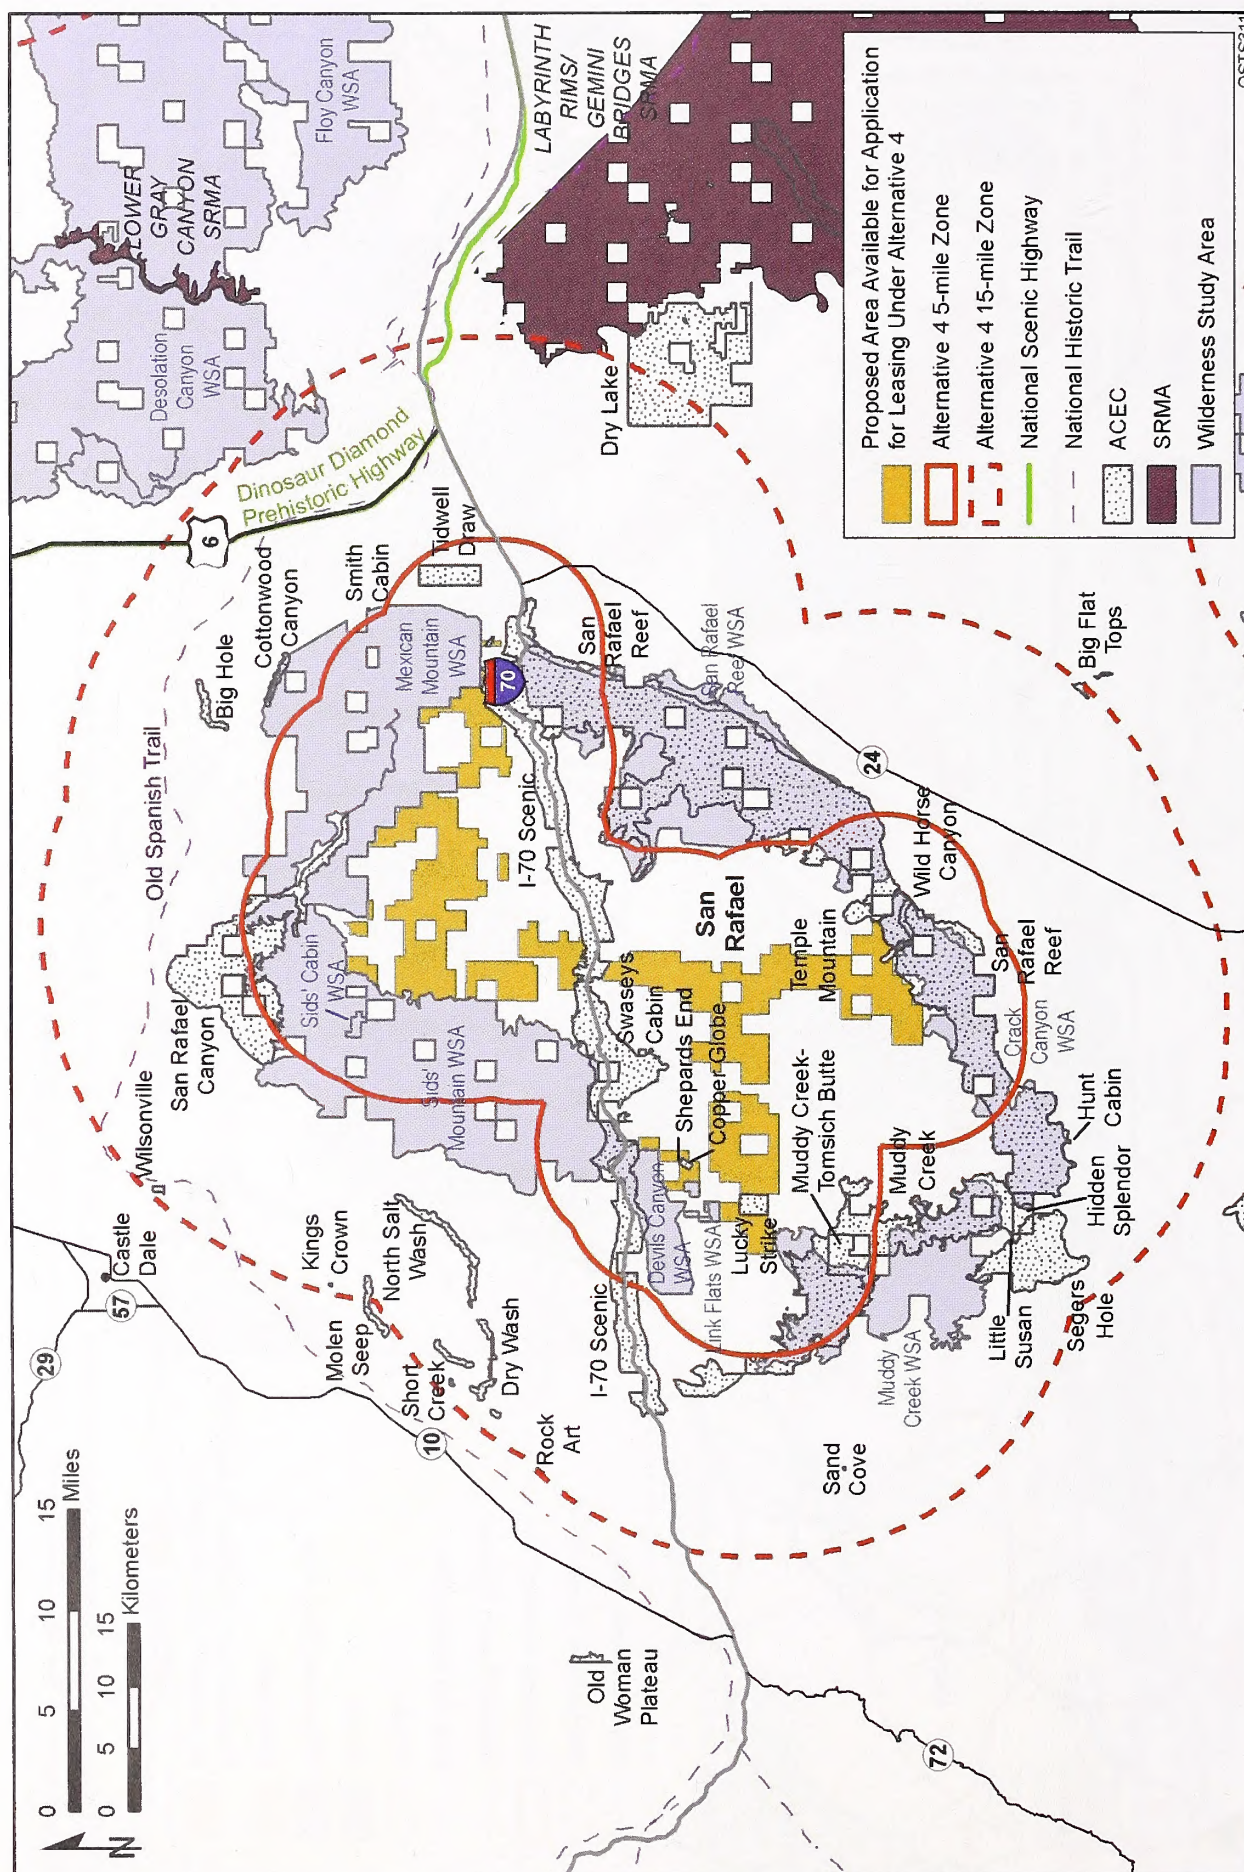 0 5 10 15
Miles
0 5 10 15
Kilometers
N
29
57
Castle
Dale
Wilsonville
Old Spanish Trail
6
Dinosaur Diamond
Prehistoric Highway
Desolation
Canyon
WSA
LOWER
GRAY
CANYON
SRMA
Floy Canyon
WSA
LABYRINTH
RIMS/
GEMINI
BRIDGES
SRMA
San Rafael
Canyon
Big Hole
Cottonwood
Canyon
Smith
Cabin
Tidwell
Draw
Kings
Crown
Molen
Seep
North Salt
Wash
Short
Creek
Dry Wash
10
Rock
Art
Sids' Cabin
WSA
Sids'
Mountain WSA
Mexican
Mountain
WSA
70
I-70 Scenic
I-70 Scenic
San
Rafael
Reef
San Rafael
Reef WSA
Dry Lake
Old
Woman
Plateau
Swaseys
Cabin
Shepards End
Copper Globe
Devils Canyon
WSA
Link Flats WSA
Lucky
Strike
San
Rafael
Temple
Mountain
Muddy Creek-
Tomsich Butte
Muddy
Creek
Sand
Cove
Muddy
Creek WSA
24
Wild Horse
Canyon
San
Rafael
Reef
Crack
Canyon
WSA
Hunt
Cabin
Hidden
Splendor
Little
Susan
Segers
Hole
Big Flat
Tops
72
Proposed Area Available for Application
for Leasing Under Alternative 4
Alternative 4 5-mile Zone
Alternative 4 15-mile Zone
National Scenic Highway
National Historic Trail
ACEC
SRMA
Wilderness Study Area